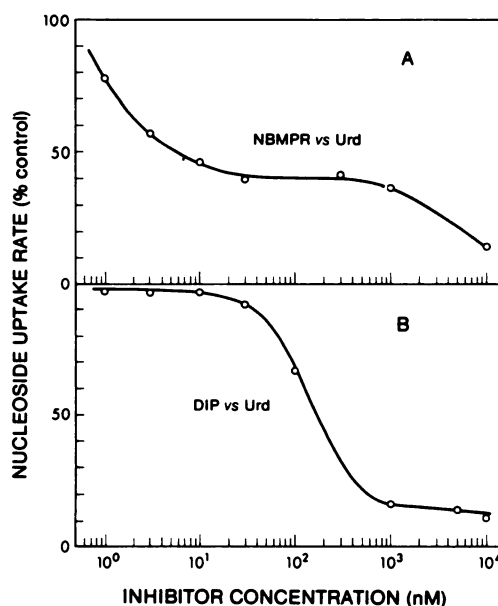 100
A
NBMPR vs Urd
50
0
B
DIP vs Urd
50
0
10⁰ 10¹ 10² 10³ 10⁴
INHIBITOR CONCENTRATION (nM)
NUCLEOSIDE UPTAKE RATE (% control)